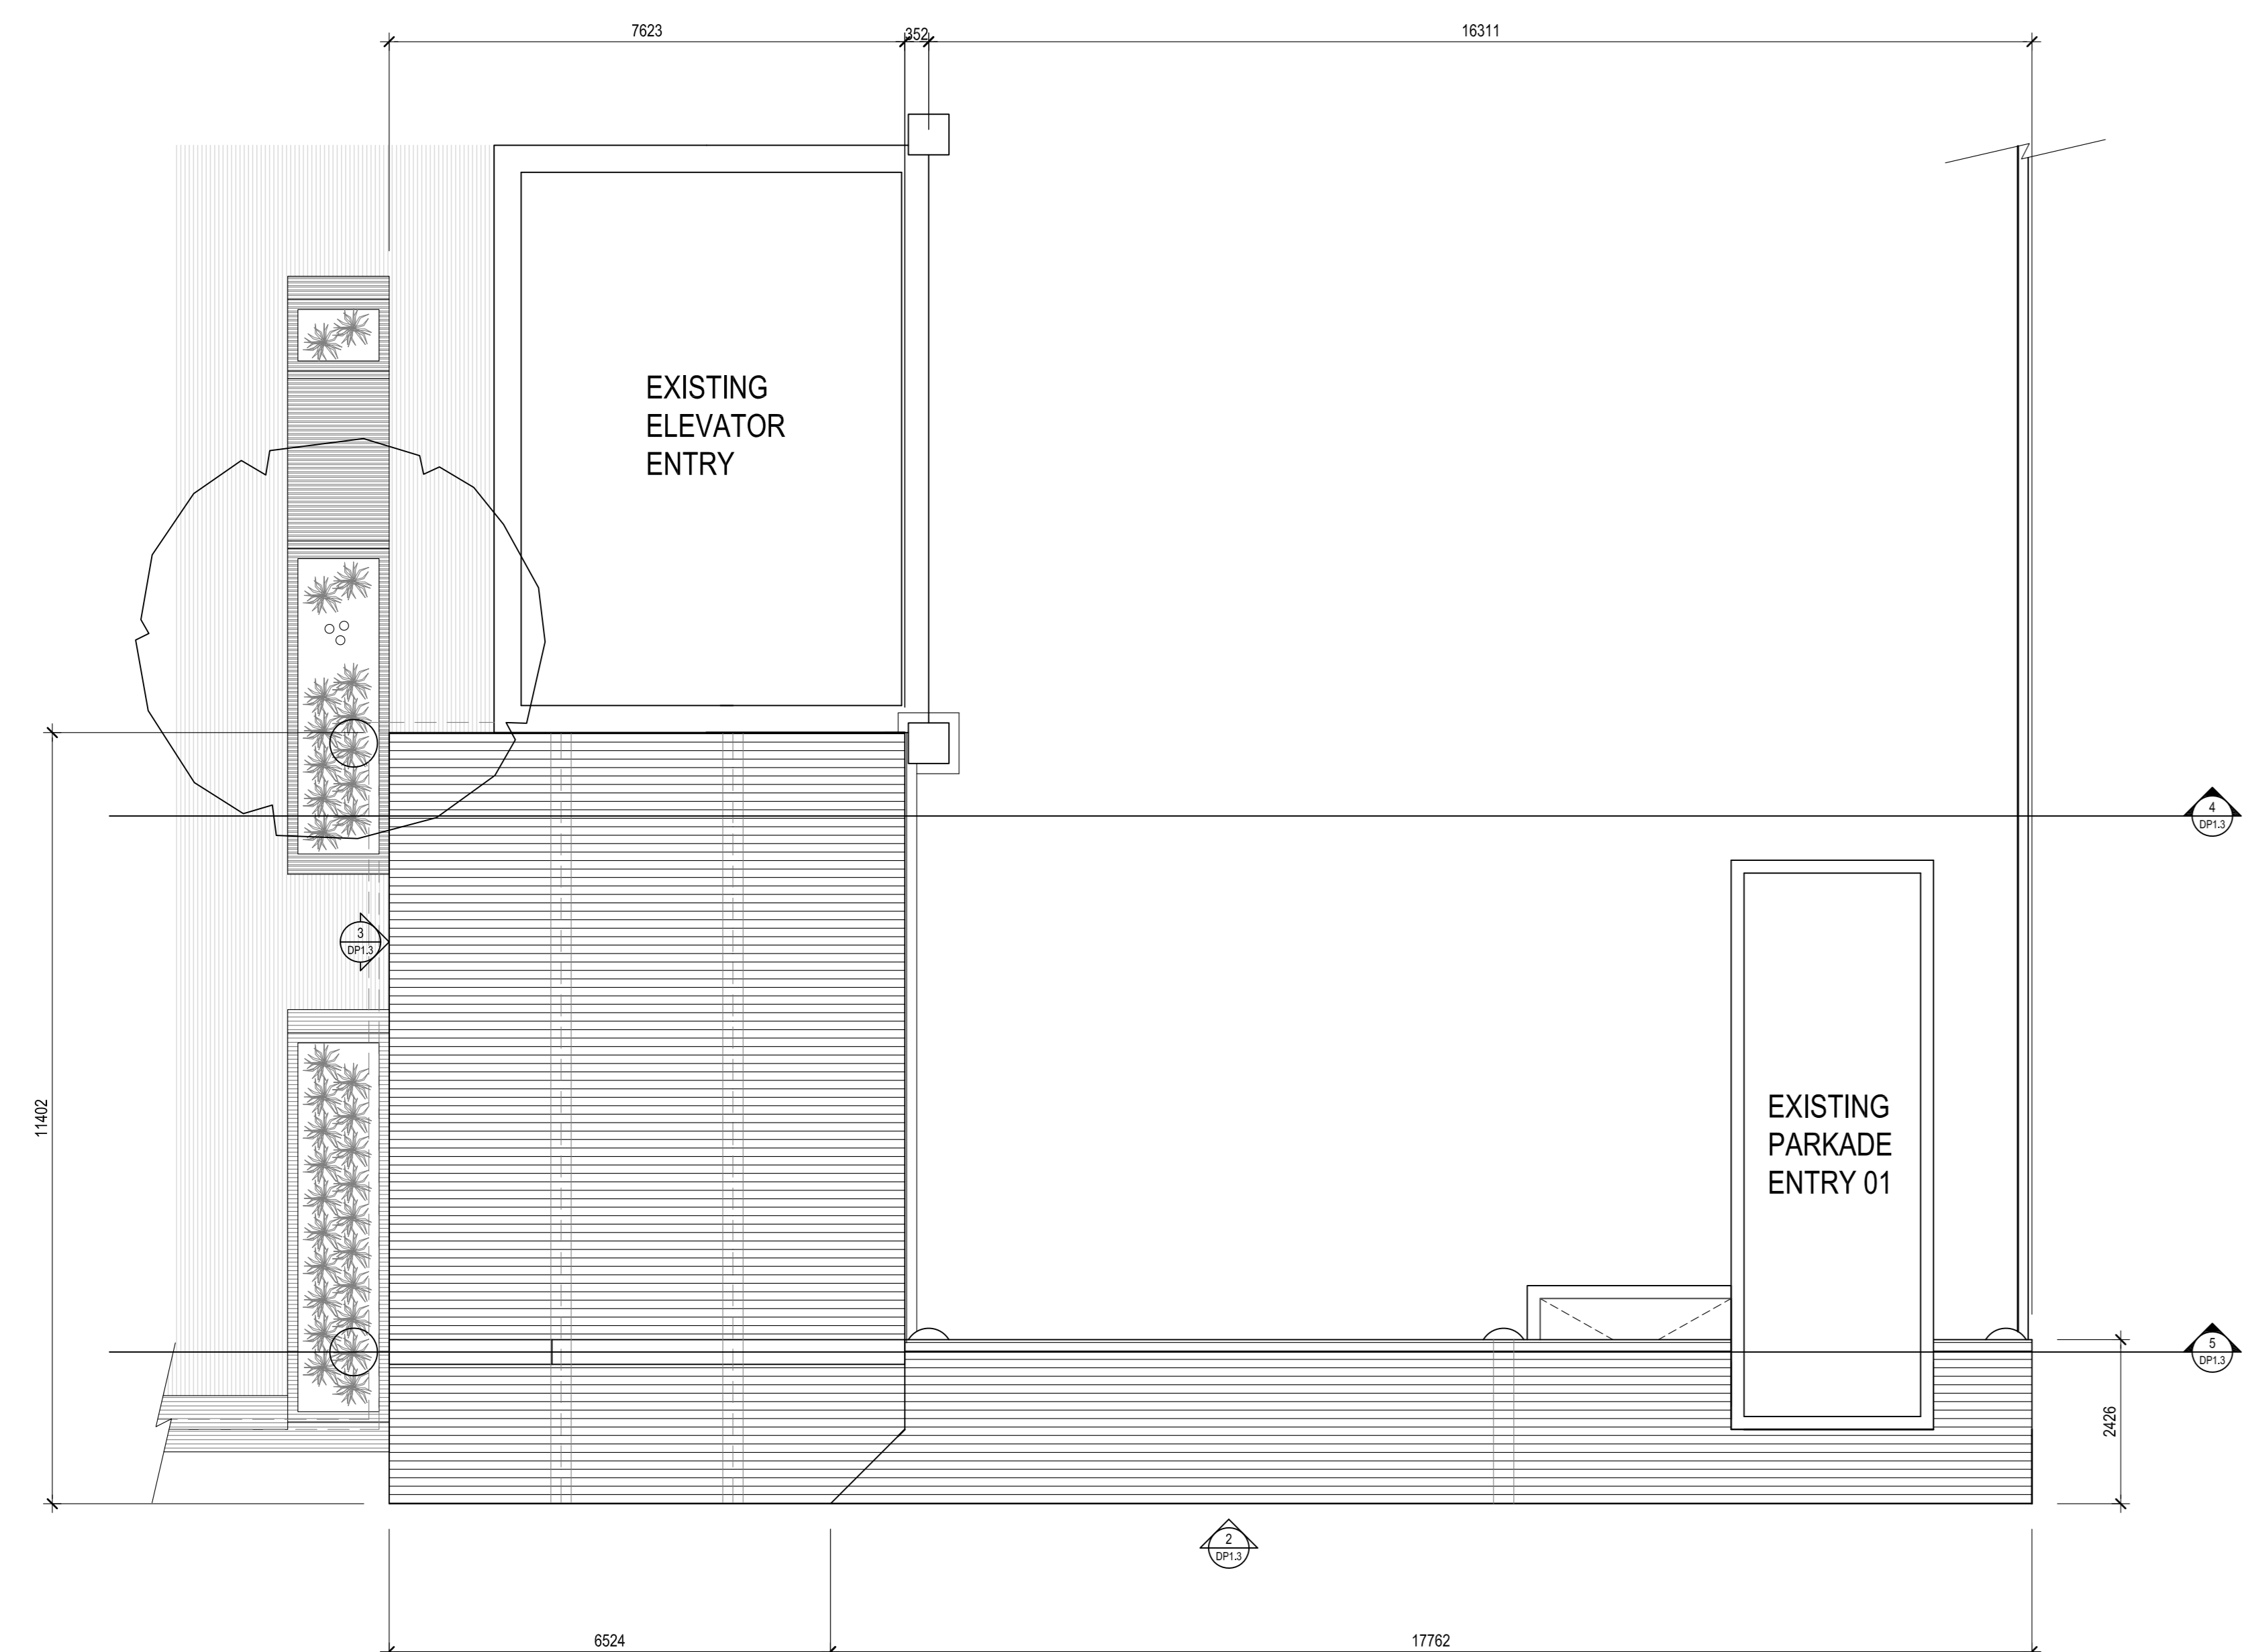 7623
352
16311
EXISTING
ELEVATOR
ENTRY
4
DP1.3
3
DP1.3
11402
EXISTING
PARKADE
ENTRY 01
5
DP1.3
2426
2
DP1.3
6524
17762